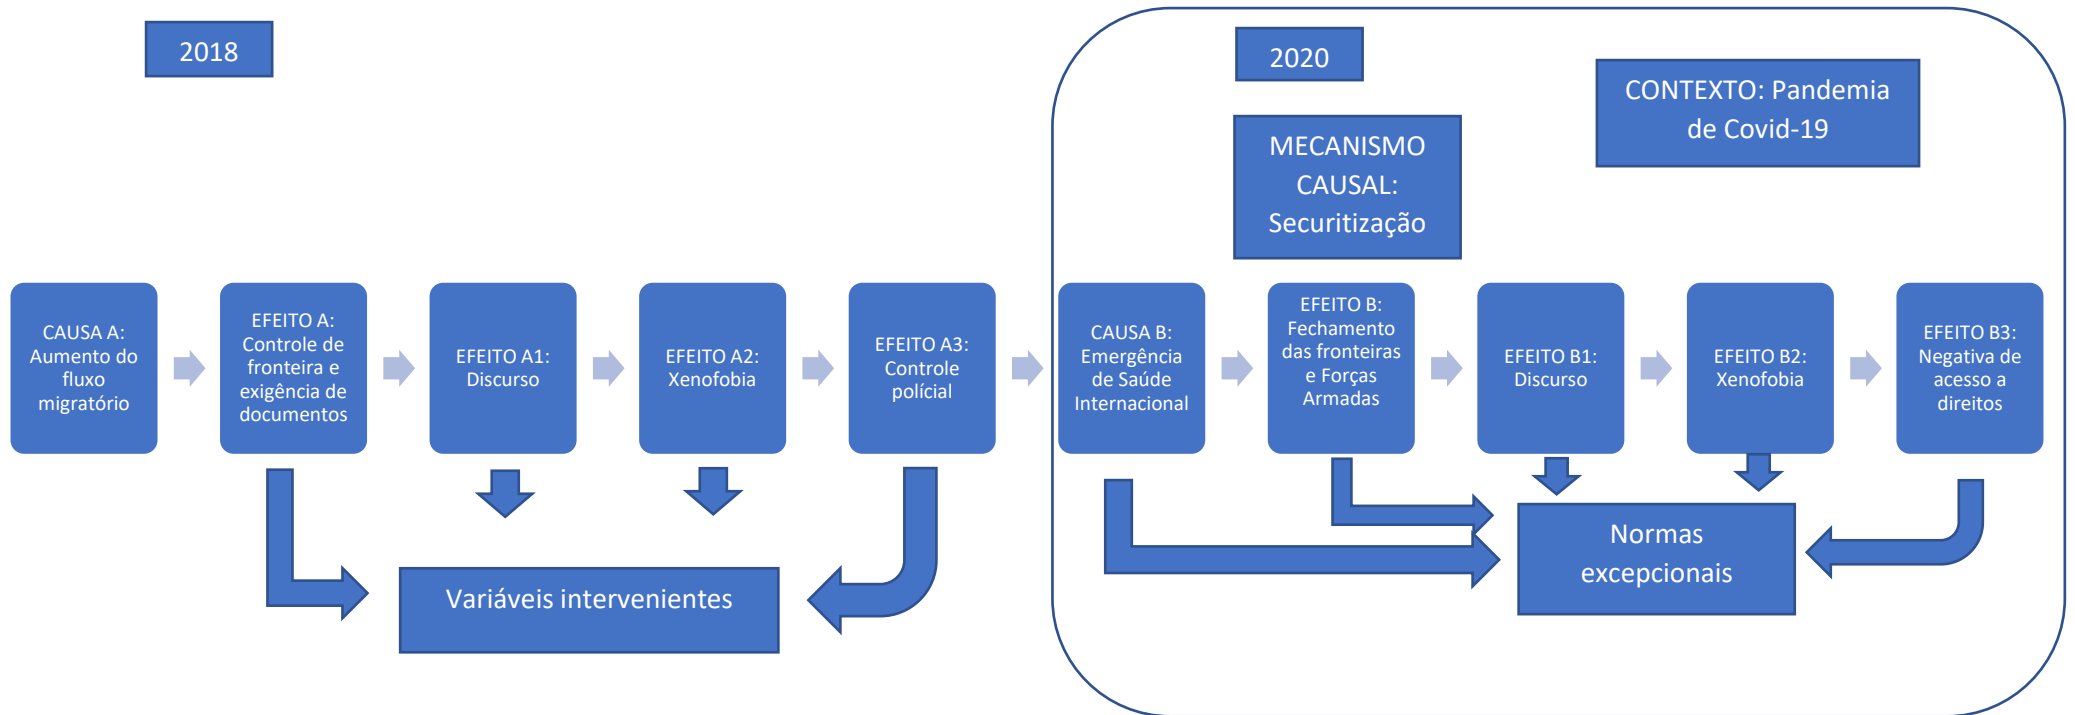 2018
2020
CONTEXTO: Pandemia
de Covid-19
MECANISMO
CAUSAL:
Securitização
CAUSA A:
Aumento do
fluxo
migratório
EFEITO A:
Controle de
fronteira e
exigência de
documentos
EFEITO A1:
Discurso
EFEITO A2:
Xenofobia
EFEITO A3:
Controle
polícial
CAUSA B:
Emergência
de Saúde
Internacional
EFEITO B:
Fechamento
das fronteiras
e Forças
Armadas
EFEITO B1:
Discurso
EFEITO B2:
Xenofobia
EFEITO B3:
Negativa de
acesso a
direitos
Variáveis intervenientes
Normas
excepcionais